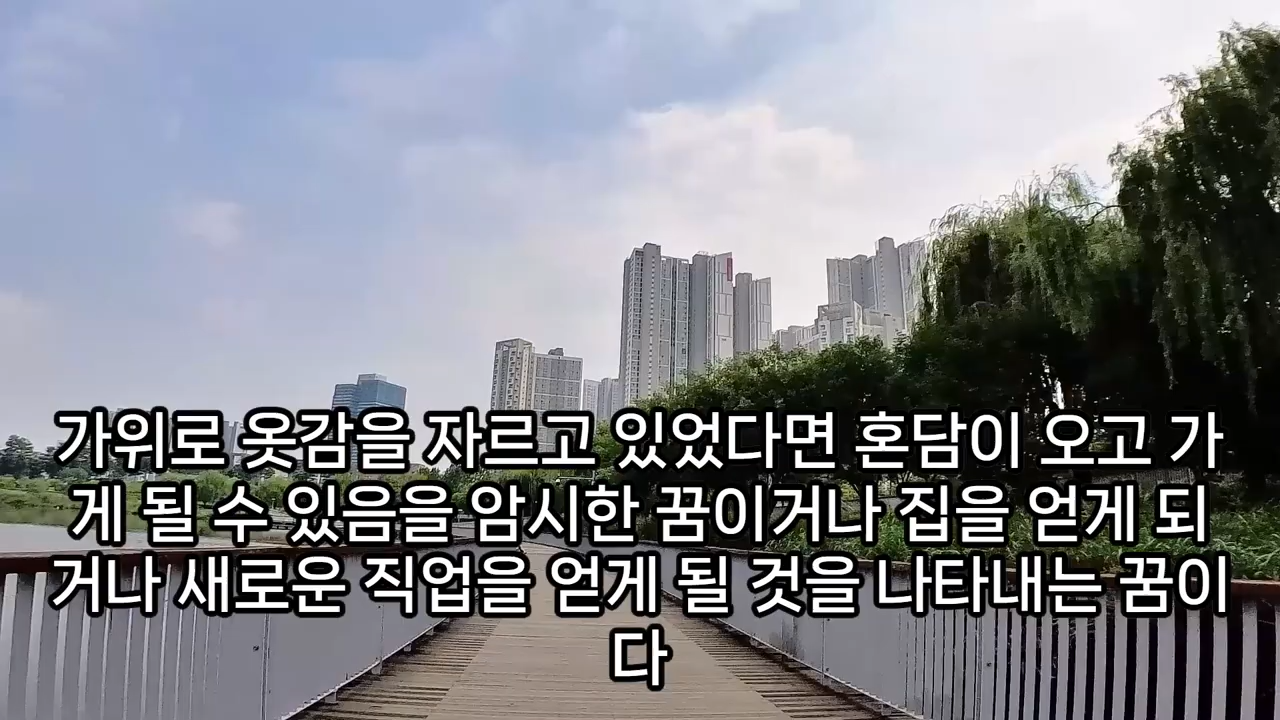 가위로 옷감을 자르고 있었다면 혼담이 오고 가
게 될 수 있음을 암시한 꿈이거나 집을 얻게 되
거나 새로운 직업을 얻게 될 것을 나타내는 꿈이
다